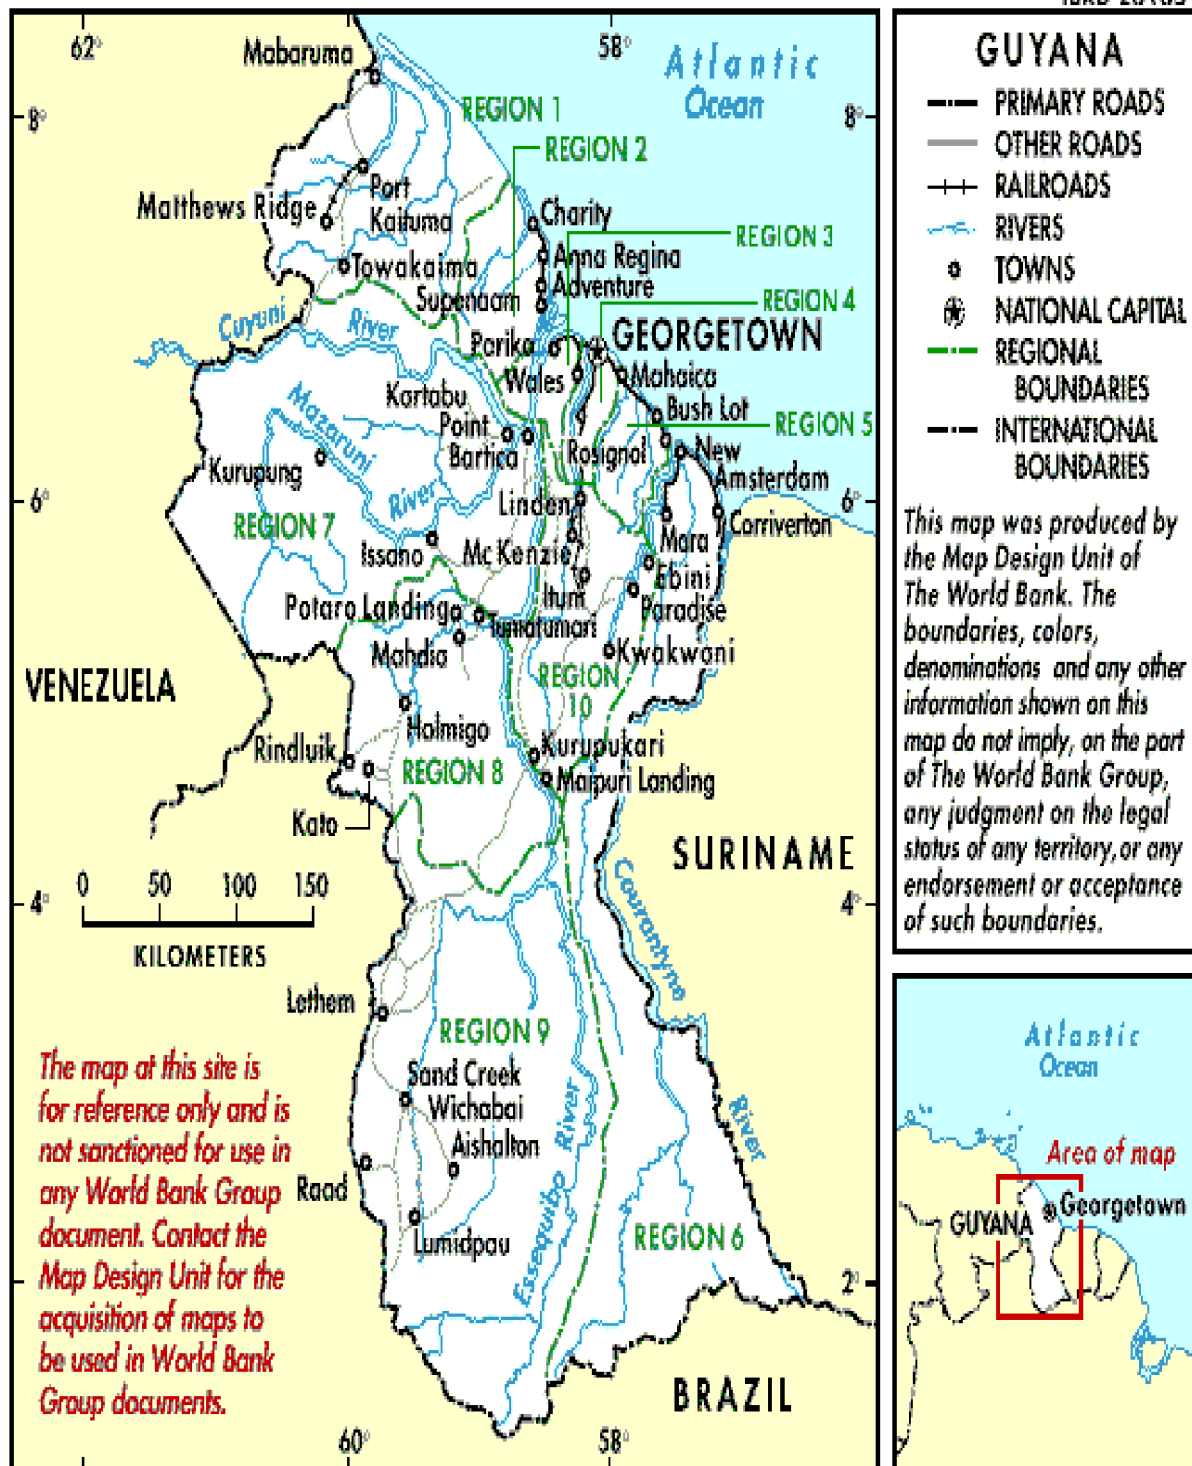 62°
58°
8°
8°
Mabaruma
Atlantic
Ocean
REGION 1
REGION 2
Port
Kaifuma
Matthews Ridge
Charity
REGION 3
Anna Regina
Towakaima
Adventure
Supenaam
REGION 4
Cuyuni
River
GEORGETOWN
Parika
Wales
Mahaica
Kartabu
Point
Bush Lot
Mazaruni
River
REGION 5
Bartica
Rosignol
New
Amsterdam
Kurupung
6°
6°
Linden
Corriverton
REGION 7
Mara
Issano
Mc Kenzie
Ebini
Ituni
Paradise
Potaro Landing
Tumatumari
Mahdia
Kwakwani
VENEZUELA
REGION
10
Holmigo
Rindluik
Kurupukari
REGION 8
Maipuri Landing
Kato
SURINAME
0 50 100 150
KILOMETERS
4°
4°
Courantyne
River
Lethem
REGION 9
Sand Creek
Wichabai
Aishalton
Raad
Lumidpau
Essequibo River
REGION 6
2°
BRAZIL
60°
58°
The map at this site is
for reference only and is
not sanctioned for use in
any World Bank Group
document. Contact the
Map Design Unit for the
acquisition of maps to
be used in World Bank
Group documents.
GUYANA
PRIMARY ROADS
OTHER ROADS
RAILROADS
RIVERS
TOWNS
NATIONAL CAPITAL
REGIONAL
BOUNDARIES
INTERNATIONAL
BOUNDARIES
This map was produced by
the Map Design Unit of
The World Bank. The
boundaries, colors,
denominations and any other
information shown on this
map do not imply, on the part
of The World Bank Group,
any judgment on the legal
status of any territory, or any
endorsement or acceptance
of such boundaries.
Atlantic
Ocean
Area of map
Georgetown
GUYANA